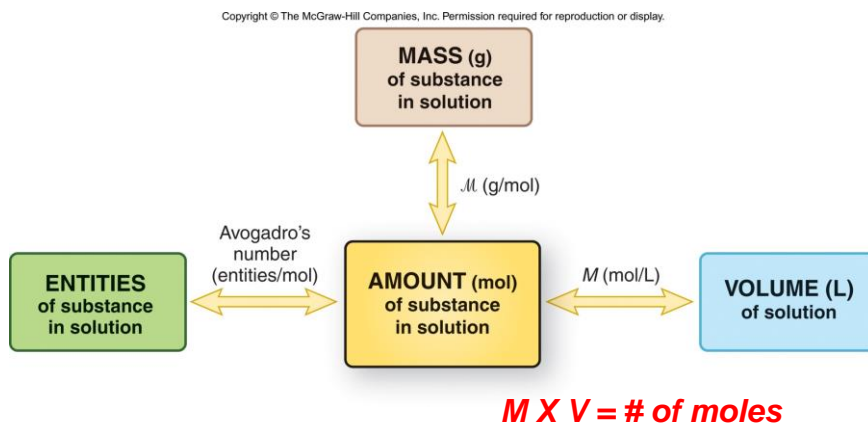 Copyright © The McGraw-Hill Companies, Inc. Permission required for reproduction or display.
MASS (g)
of substance
in solution
ℳ (g/mol)
Avogadro's
number
(entities/mol)
ENTITIES
of substance
in solution
AMOUNT (mol)
of substance
in solution
M (mol/L)
VOLUME (L)
of solution
M X V = # of moles